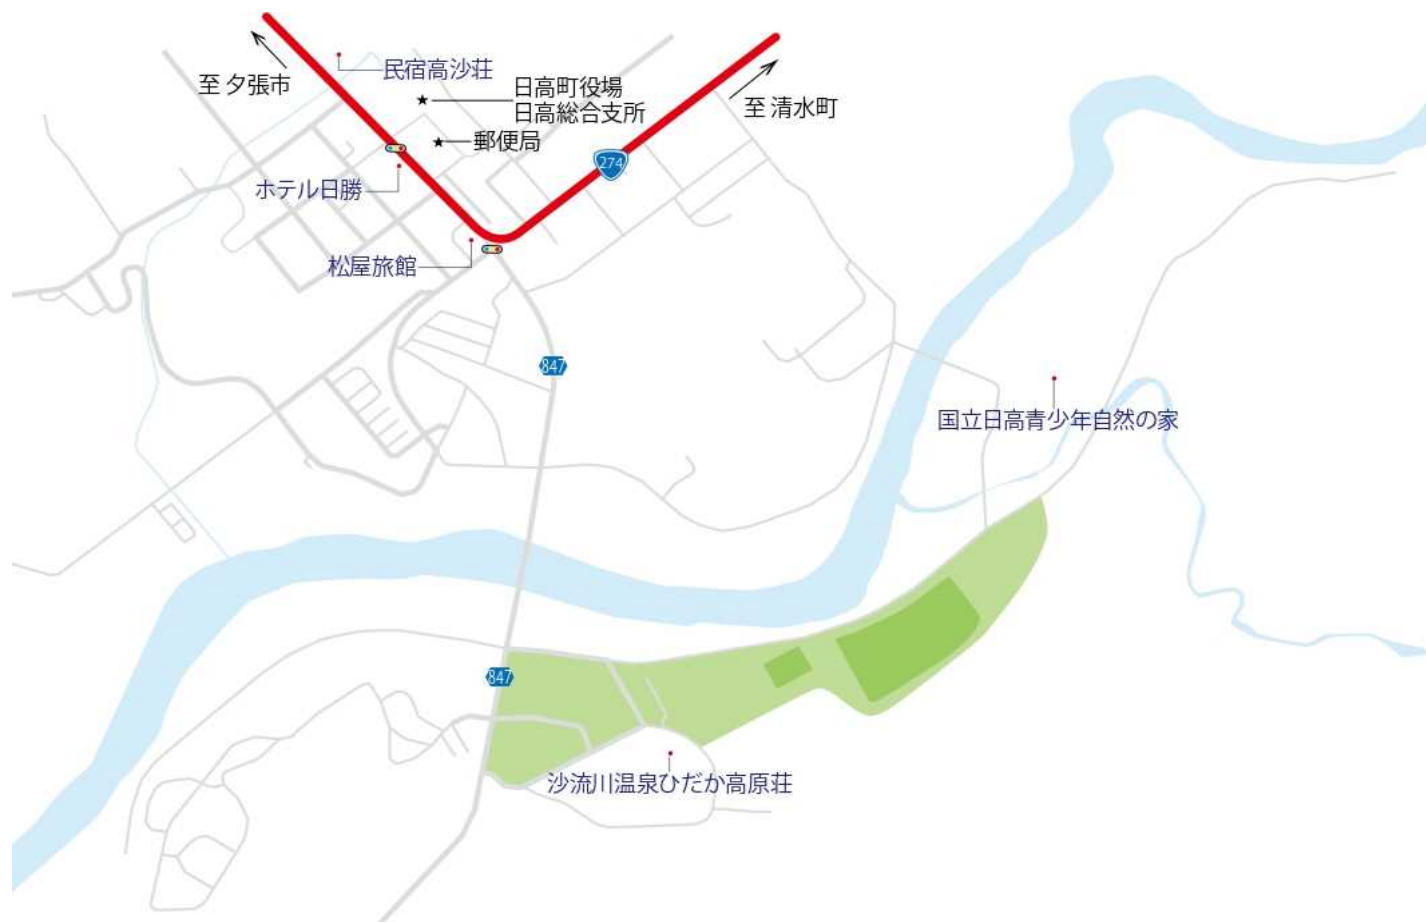 民宿高沙荘
至 夕張市
日高町役場
日高総合支所
至 清水町
郵便局
274
ホテル日勝
松屋旅館
847
国立日高青少年自然の家
847
沙流川温泉ひだか高原荘